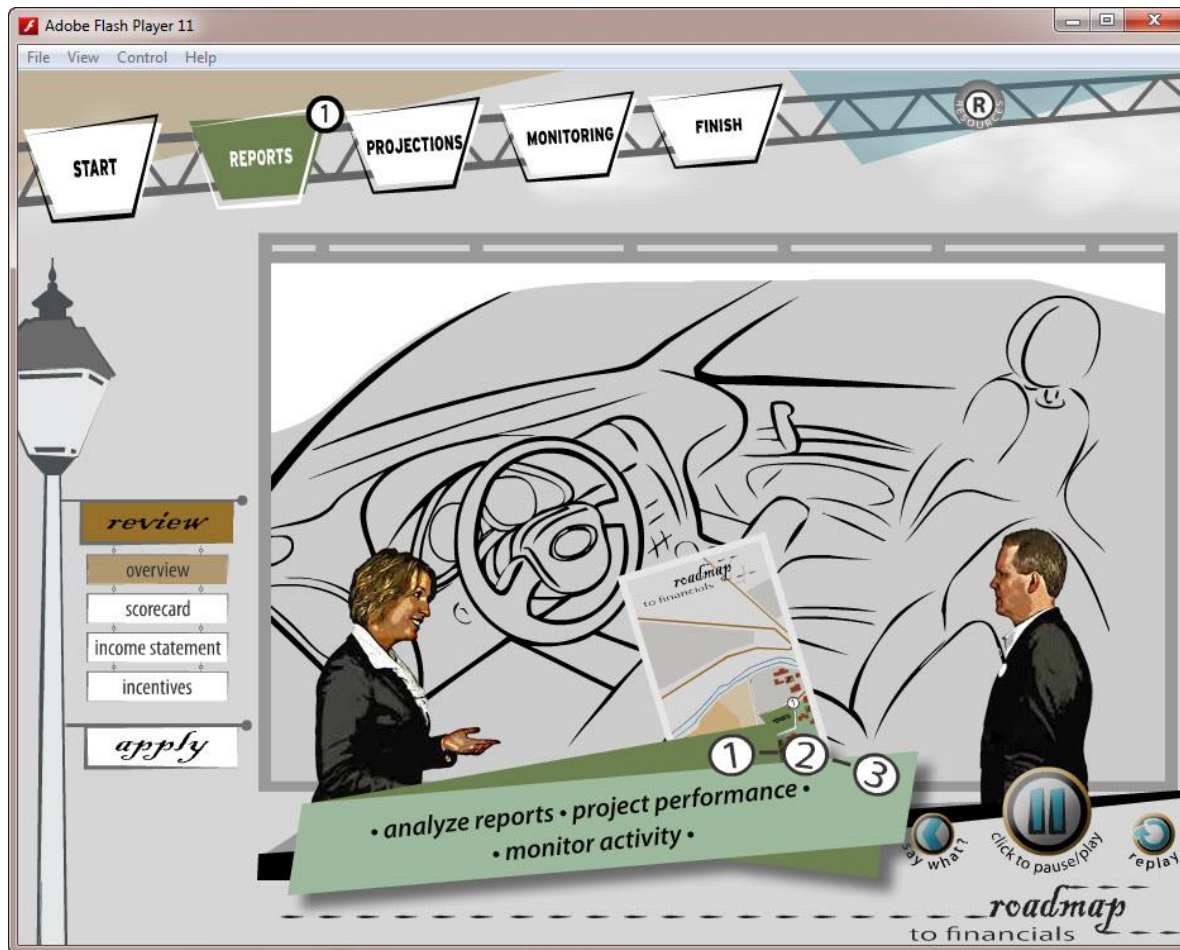 Adobe Flash Player 11
File View Control Help
START
REPORTS
1
PROJECTIONS
MONITORING
FINISH
R
RESOURCES
review
overview
scorecard
income statement
incentives
apply
roadmap
to financials
1
1 2 3
• analyze reports • project performance •
• monitor activity •
say what?
click to pause/play
replay
roadmap
to financials